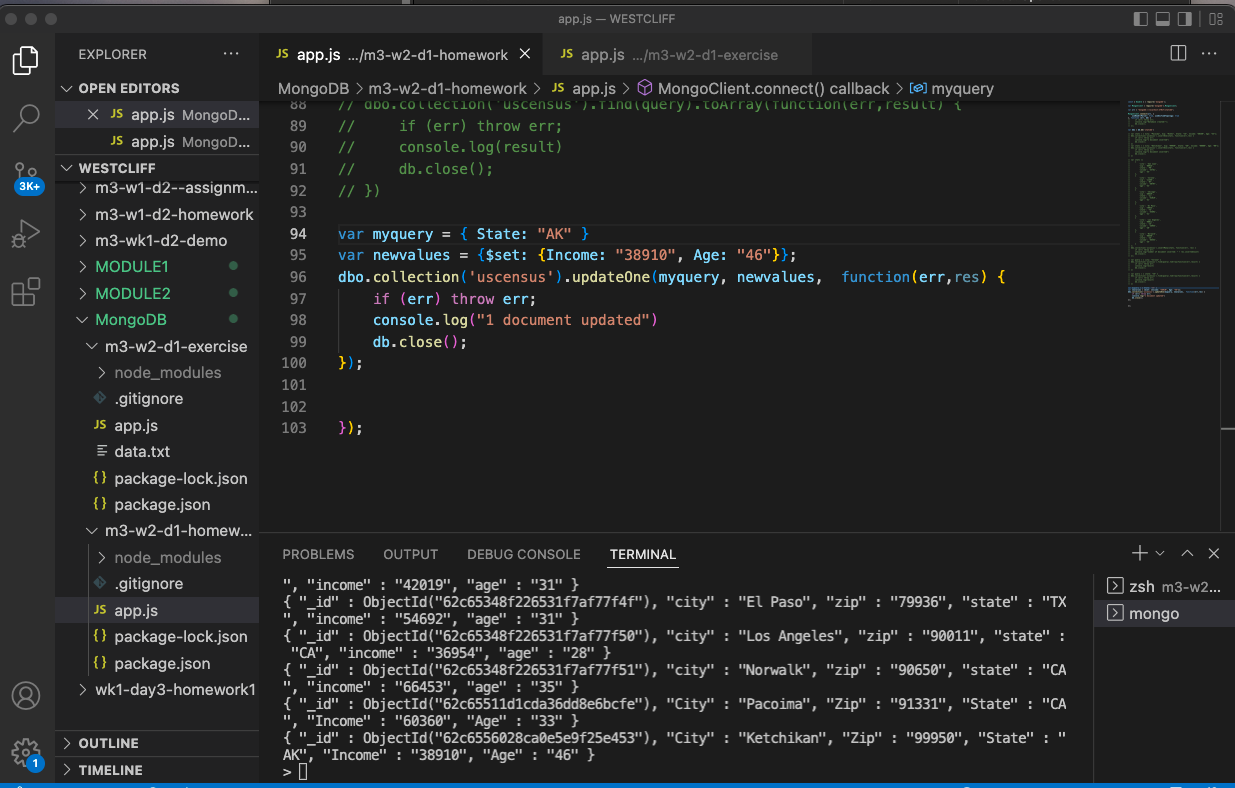 app.js — WESTCLIFF
EXPLORER
JS app.js .../m3-w2-d1-homework
JS app.js .../m3-w2-d1-exercise
OPEN EDITORS
JS app.js MongoD...
JS app.js MongoD...
WESTCLIFF
m3-w1-d2--assignm...
m3-w1-d2-homework
m3-wk1-d2-demo
MODULE1
MODULE2
MongoDB
m3-w2-d1-exercise
node_modules
.gitignore
JS app.js
data.txt
{} package-lock.json
{} package.json
m3-w2-d1-homew...
node_modules
.gitignore
JS app.js
{} package-lock.json
{} package.json
wk1-day3-homework1
OUTLINE
TIMELINE
3K+
1
MongoDB > m3-w2-d1-homework > JS app.js > MongoClient.connect() callback > myquery
88 // dbo.collection('uscensus').find(query).toArray(function(err,result) {
89 //     if (err) throw err;
90 //     console.log(result)
91 //     db.close();
92 // })
93
94 var myquery = { State: "AK" }
95 var newvalues = {$set: {Income: "38910", Age: "46"}};
96 dbo.collection('uscensus').updateOne(myquery, newvalues,  function(err,res) {
97     if (err) throw err;
98     console.log("1 document updated")
99     db.close();
100 });
101
102
103 });
PROBLEMS OUTPUT DEBUG CONSOLE TERMINAL
", "income" : "42019", "age" : "31" }
{ "_id" : ObjectId("62c65348f226531f7af77f4f"), "city" : "El Paso", "zip" : "79936", "state" : "TX
", "income" : "54692", "age" : "31" }
{ "_id" : ObjectId("62c65348f226531f7af77f50"), "city" : "Los Angeles", "zip" : "90011", "state" :
"CA", "income" : "36954", "age" : "28" }
{ "_id" : ObjectId("62c65348f226531f7af77f51"), "city" : "Norwalk", "zip" : "90650", "state" : "CA
", "income" : "66453", "age" : "35" }
{ "_id" : ObjectId("62c65511d1cda36dd8e6bcfe"), "City" : "Pacoima", "Zip" : "91331", "State" : "CA
", "Income" : "60360", "Age" : "33" }
{ "_id" : ObjectId("62c6556028ca0e5e9f25e453"), "City" : "Ketchikan", "Zip" : "99950", "State" : "
AK", "Income" : "38910", "Age" : "46" }
>
zsh m3-w2...
mongo